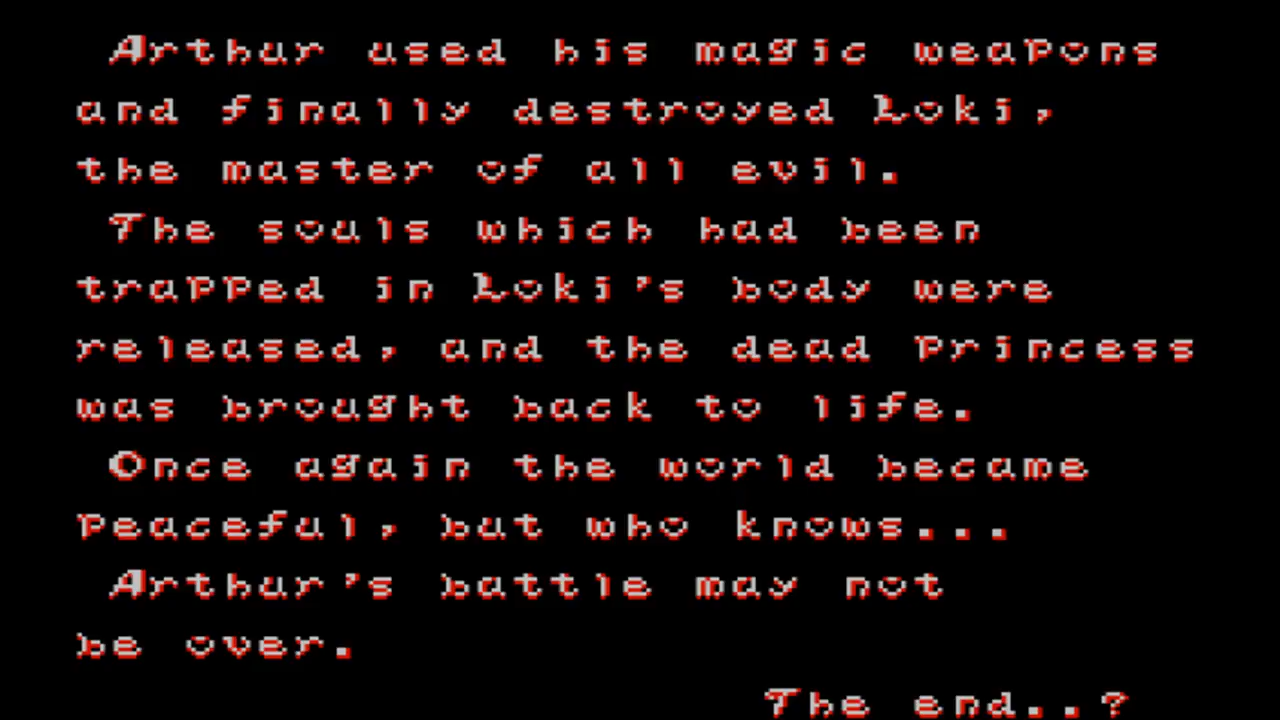 Arthur used his magic weapons
and finally destroyed Loki,
the master of all evil.
The souls which had been
trapped in Loki's body were
released, and the dead Princess
was brought back to life.
Once again the world became
peaceful, but who knows...
Arthur's battle may not
be over.
The end..?